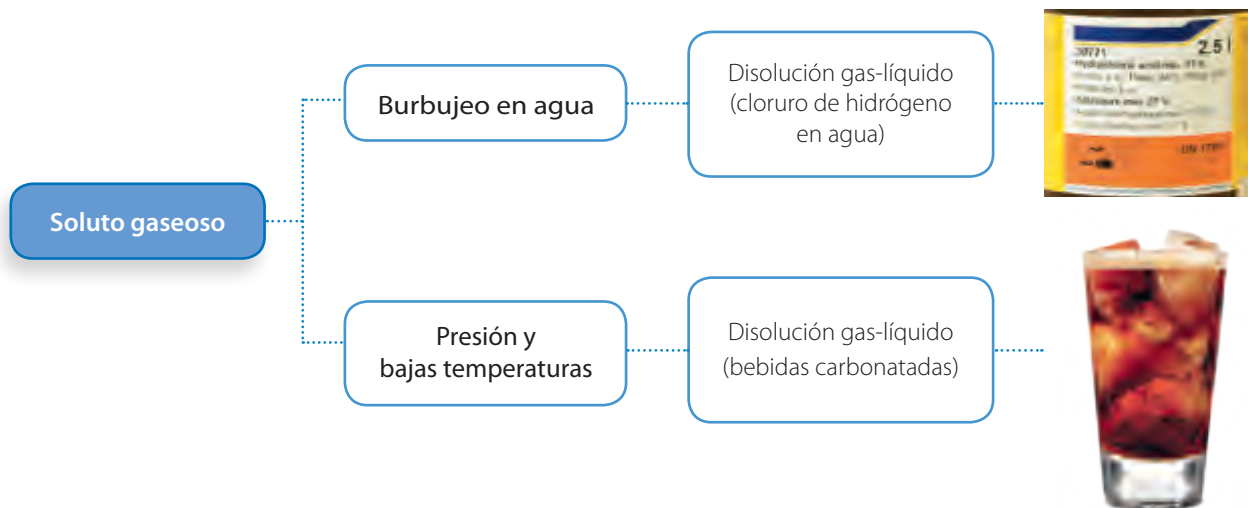 Soluto gaseoso
Burbujeo en agua
Disolución gas-líquido
(cloruro de hidrógeno
en agua)
2.5 l
Presión y
bajas temperaturas
Disolución gas-líquido
(bebidas carbonatadas)